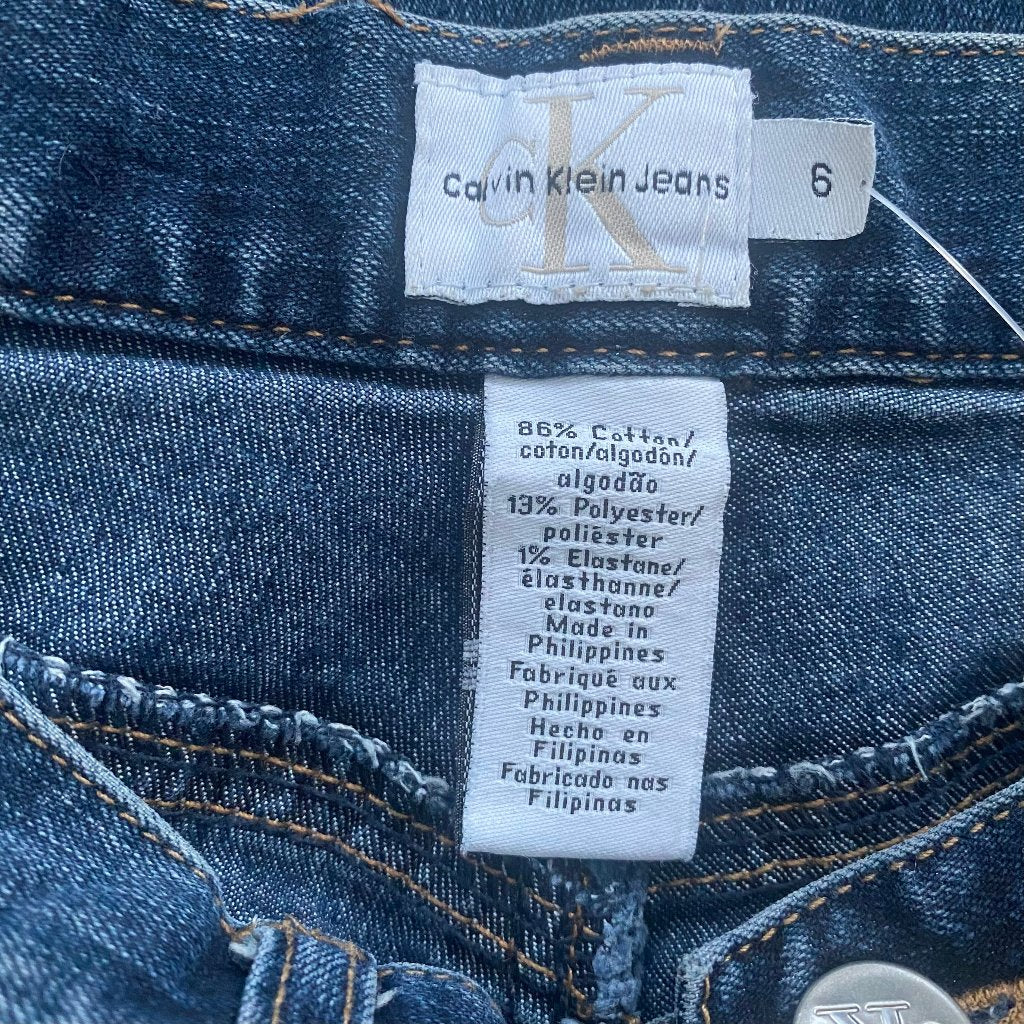 CK
Calvin Klein Jeans
6
86% Cotton/
coton/algodón/
algodão
13% Polyester/
poliéster
1% Elastane/
élasthanne/
elastano
Made in
Philippines
Fabriqué aux
Philippines
Hecho en
Filipinas
Fabricado nas
Filipinas